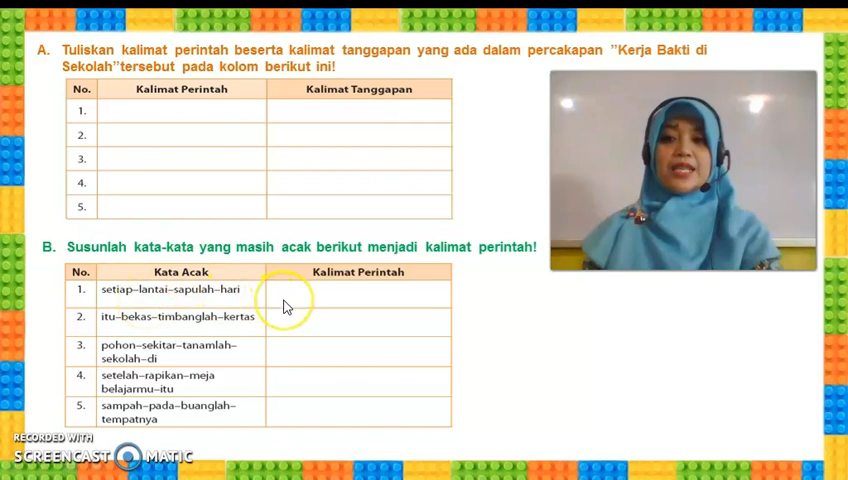 A. Tuliskan kalimat perintah beserta kalimat tanggapan yang ada dalam percakapan "Kerja Bakti di
Sekolah"tersebut pada kolom berikut ini!
No. Kalimat Perintah Kalimat Tanggapan
1.
2.
3.
4.
5.
B. Susunlah kata-kata yang masih acak berikut menjadi kalimat perintah!
No. Kata Acak Kalimat Perintah
1. setiap–lantai–sapulah–hari
2. itu–bekas–timbanglah–kertas
3. pohon–sekitar–tanamlah–
sekolah–di
4. setelah–rapikan–meja
belajarmu–itu
5. sampah–pada–buanglah–
tempatnya
RECORDED WITH
SCREENCAST MATIC